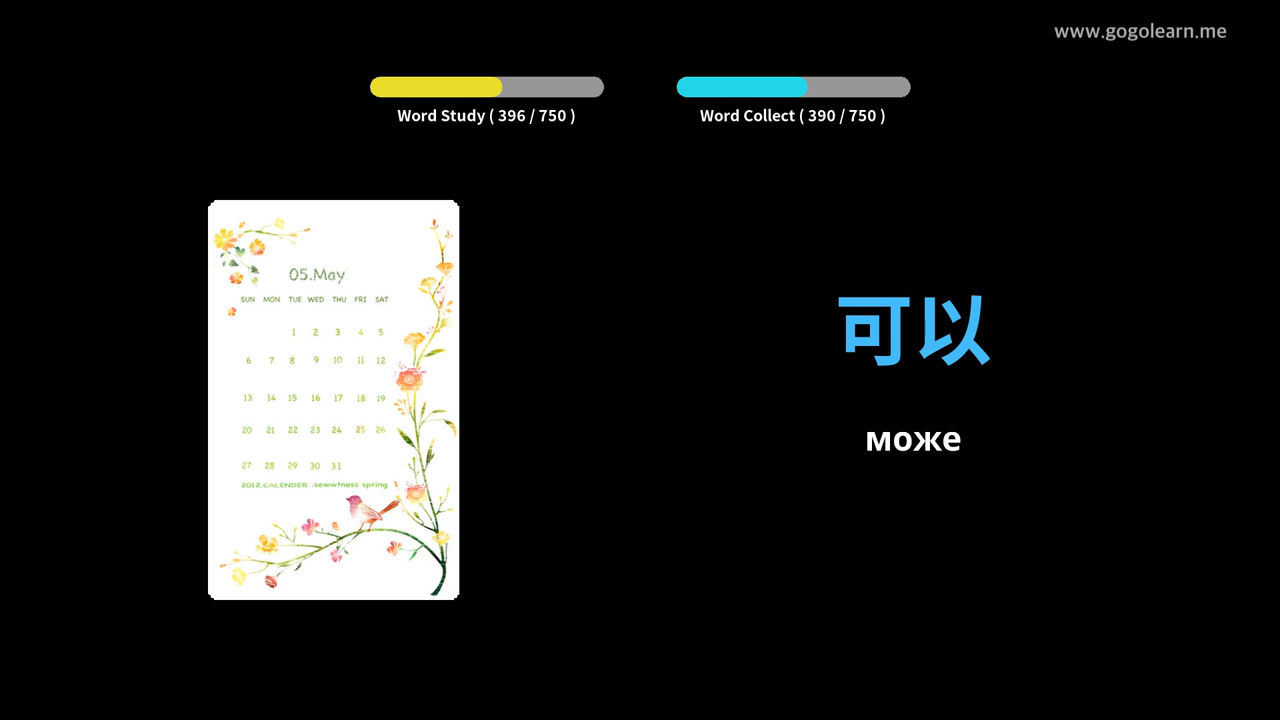 www.gogolearn.me
Word Study ( 396 / 750 )
Word Collect ( 390 / 750 )
05.May
SUN MON TUE WED THU FRI SAT
1 2 3 4 5
6 7 8 9 10 11 12
13 14 15 16 17 18 19
20 21 22 23 24 25 26
27 28 29 30 31
2012.CALENDER .sewwtness spring
可以
може